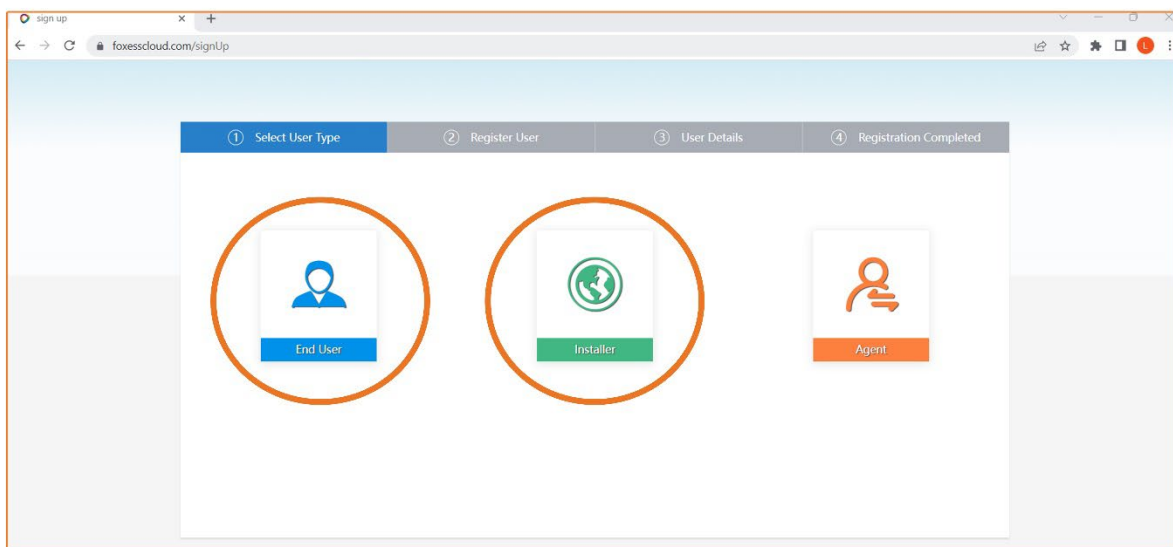 sign up
foxesscloud.com/signUp
L
1 Select User Type
2 Register User
3 User Details
4 Registration Completed
End User
Installer
Agent